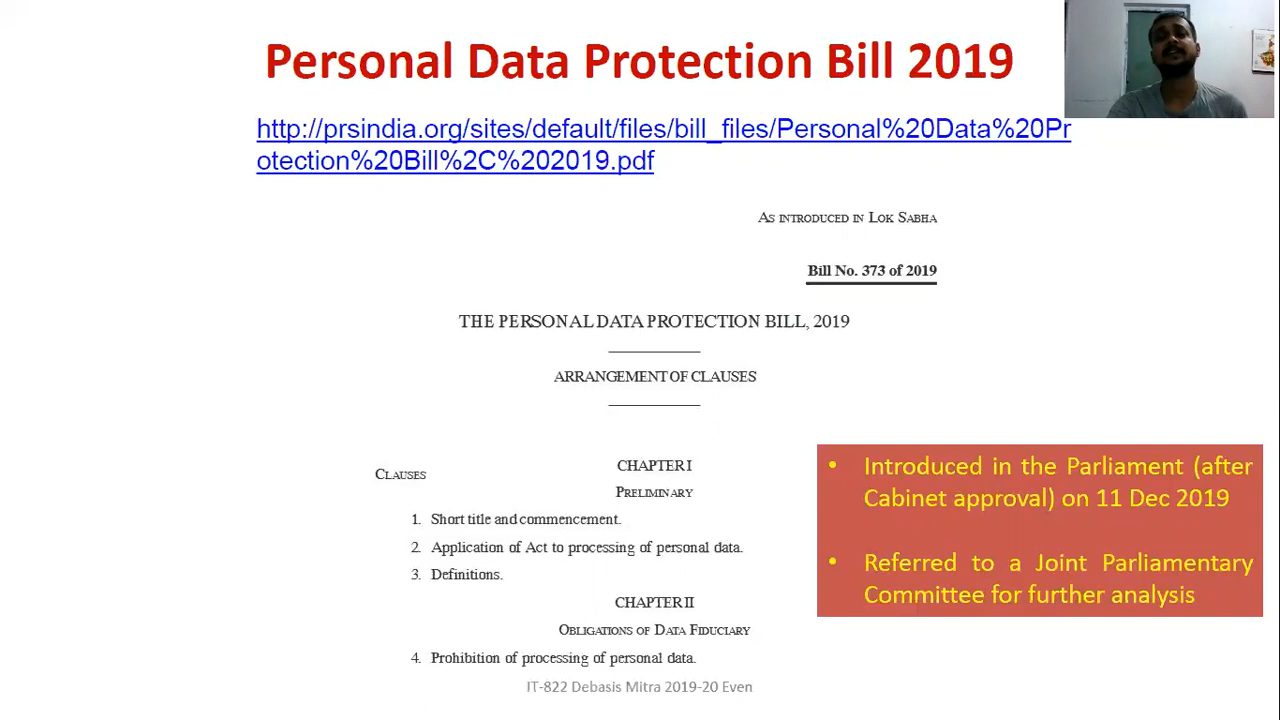 Personal Data Protection Bill 2019
http://prsindia.org/sites/default/files/bill_files/Personal%20Data%20Pr
otection%20Bill%2C%202019.pdf
AS INTRODUCED IN LOK SABHA
Bill No. 373 of 2019
THE PERSONAL DATA PROTECTION BILL, 2019
ARRANGEMENT OF CLAUSES
CHAPTER I
CLAUSES
PRELIMINARY
1. Short title and commencement.
2. Application of Act to processing of personal data.
3. Definitions.
CHAPTER II
OBLIGATIONS OF DATA FIDUCIARY
4. Prohibition of processing of personal data.
• Introduced in the Parliament (after
Cabinet approval) on 11 Dec 2019
• Referred to a Joint Parliamentary
Committee for further analysis
IT-822 Debasis Mitra 2019-20 Even